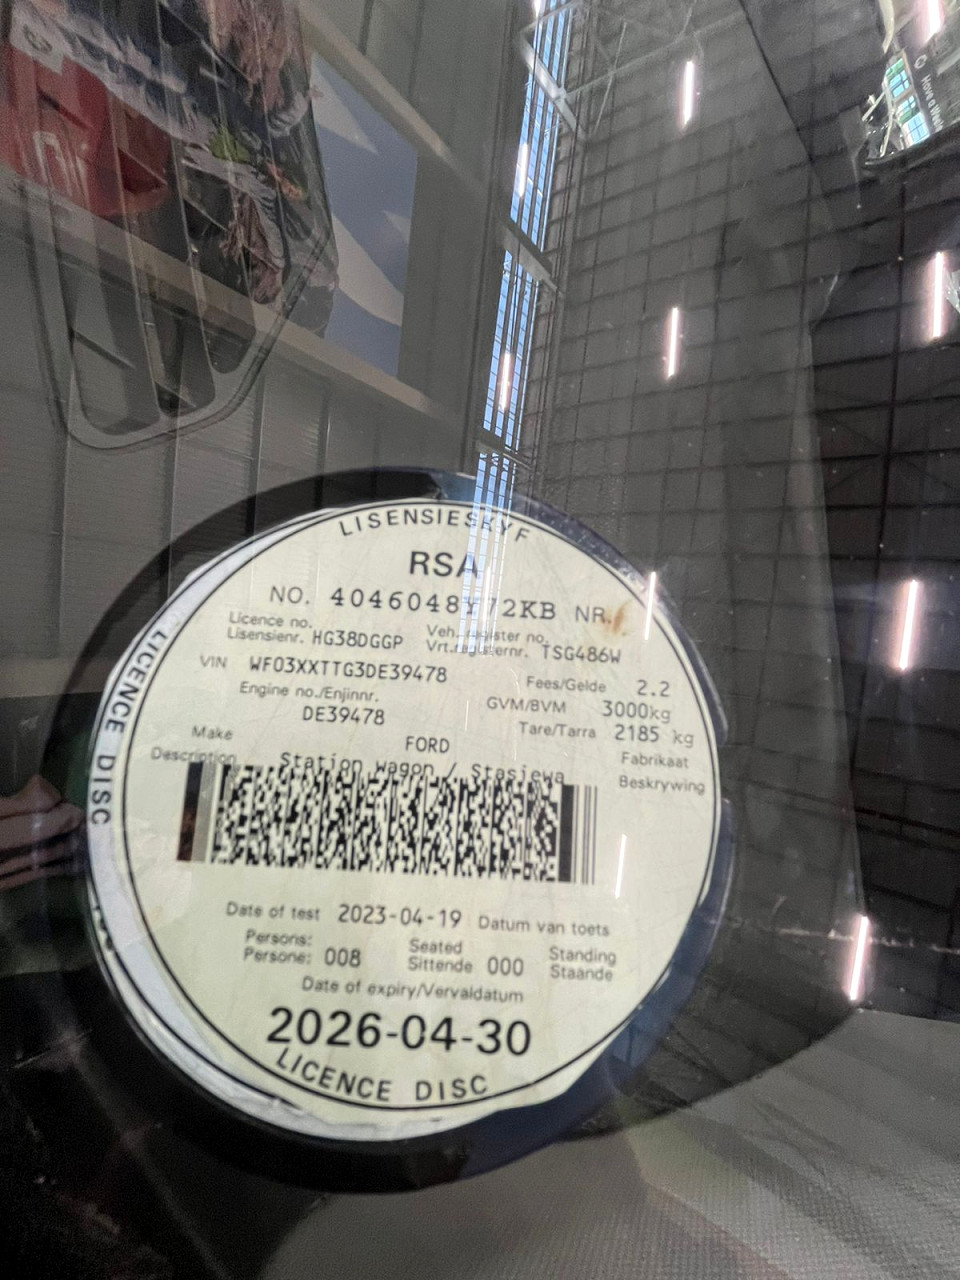 LISENSIESKYF
RSA
NO. 4046048Y72KB NR.
Licence no.
Lisensienr. HG38DGGP
Veh. register no.
Vrt.registernr. TSG486W
VIN WF03XXTTG3DE39478
Fees/Gelde 2.2
Engine no./Enjinnr.
DE39478
GVM/BVM 3000kg
Tare/Tarra 2185 kg
Make FORD Fabrikaat
Description Station wagon / Stasiewa Beskrywing
Date of test 2023-04-19 Datum van toets
Persons: Seated Standing
Persone: 008 Sittende 000 Staande
Date of expiry/Vervaldatum
2026-04-30
LICENCE DISC
LICENCE DISC